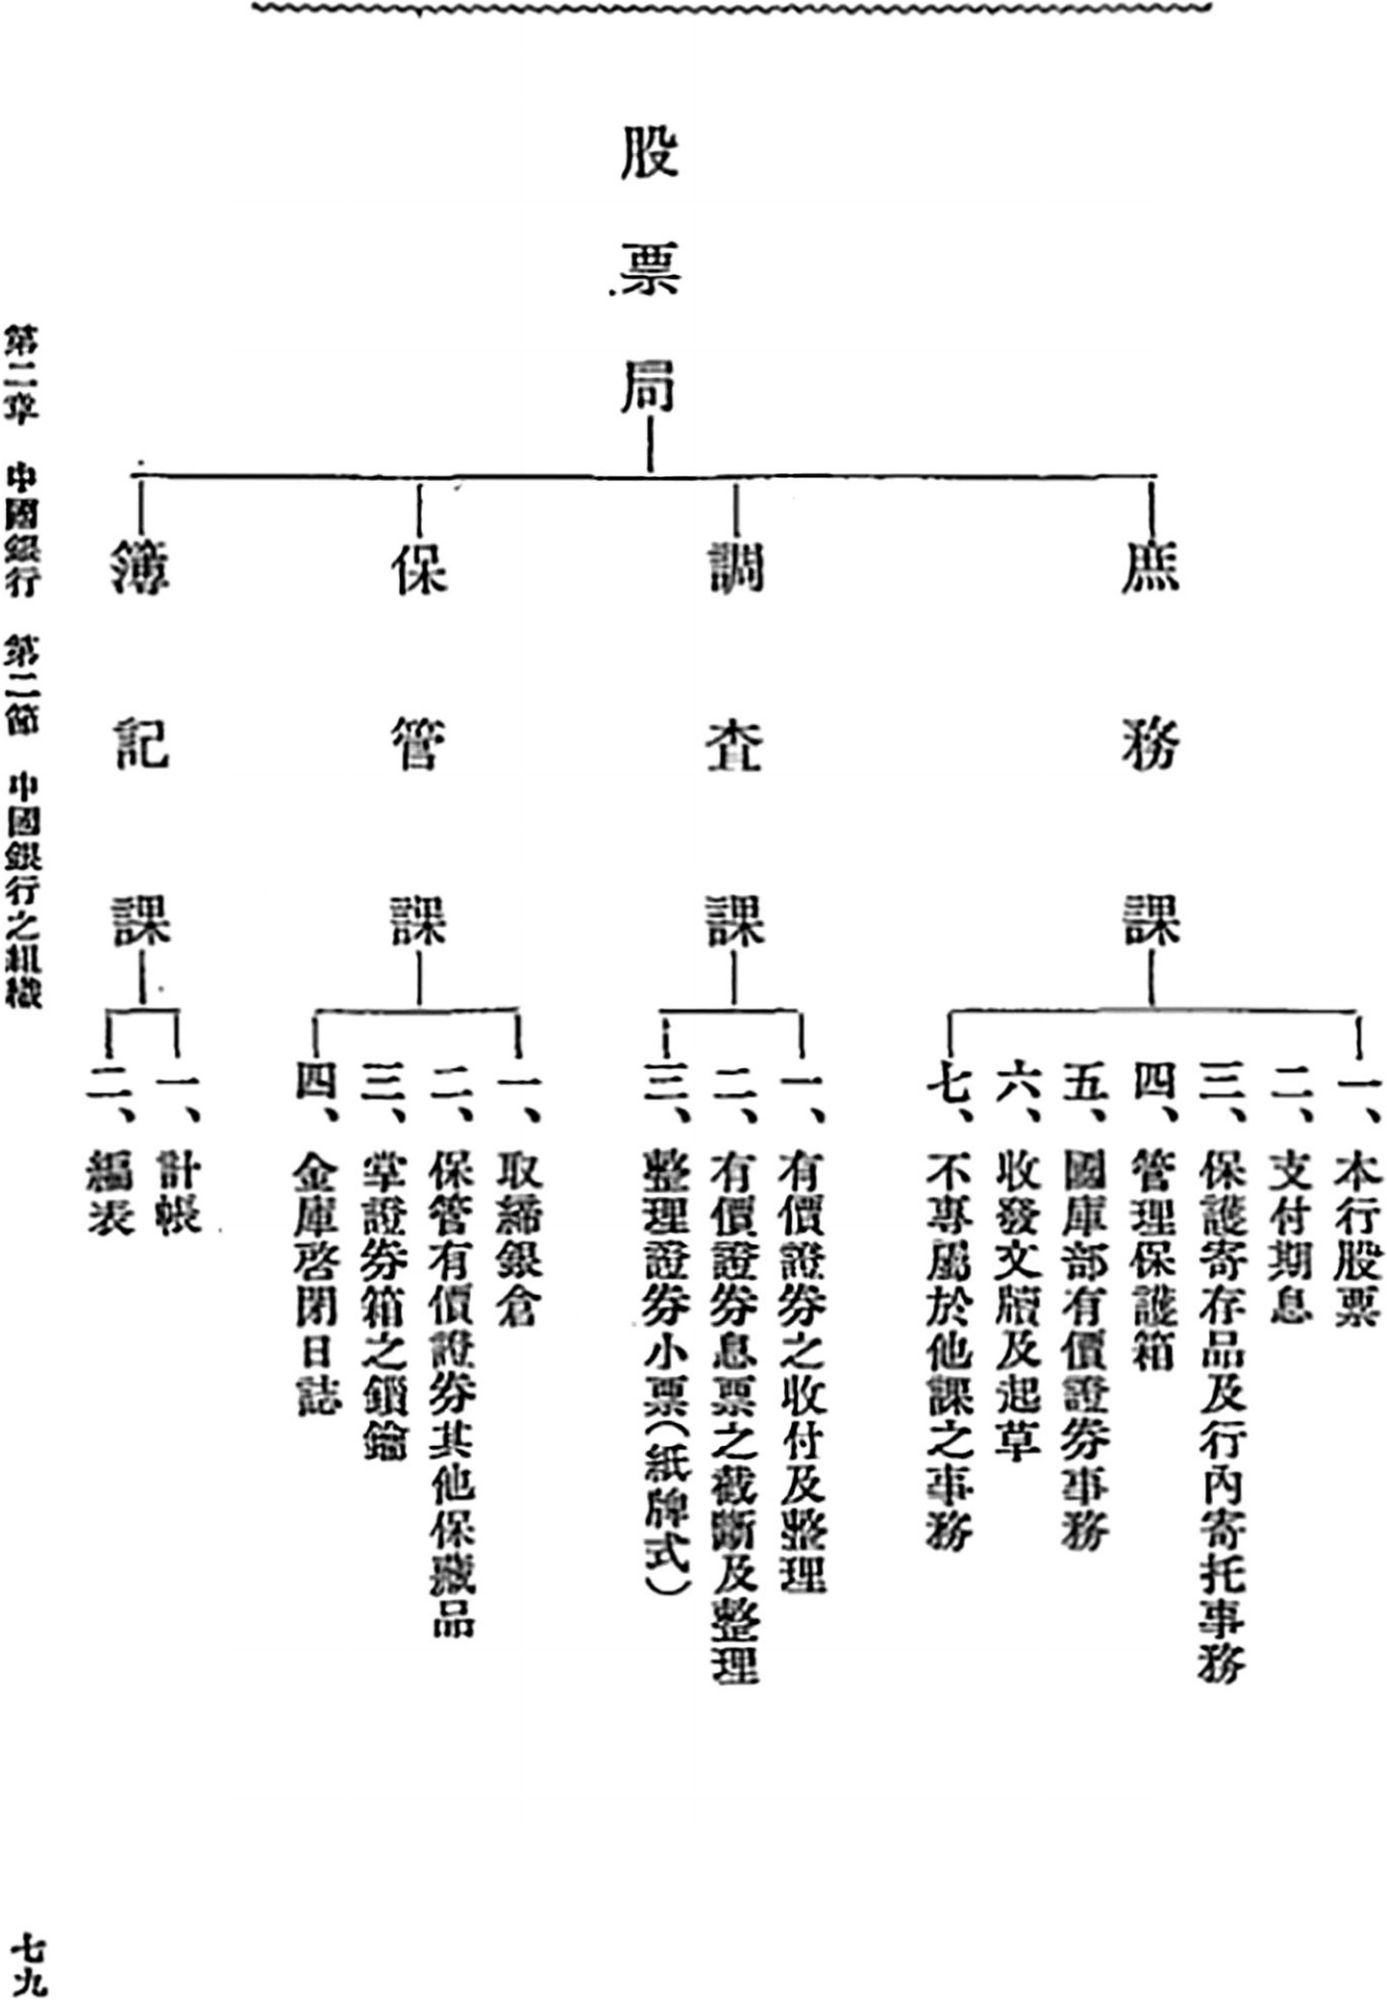 股票局
庶務課
一、本行股票
二、支付期息
三、保護寄存品及行內寄托事務
四、管理保護箱
五、國庫部有價證券事務
六、收發文牘及起草
七、不專屬於他課之事務
調查課
一、有價證券之收付及整理
二、有價證券息票之截斷及整理
三、整理證券小票(紙牌式)
保管課
一、取締銀倉
二、保管有價證券其他保藏品
三、掌證券箱之鎖鑰
四、金庫啓閉日誌
簿記課
一、計帳
二、編表
第二章 中國銀行 第二節 中國銀行之組織
七九